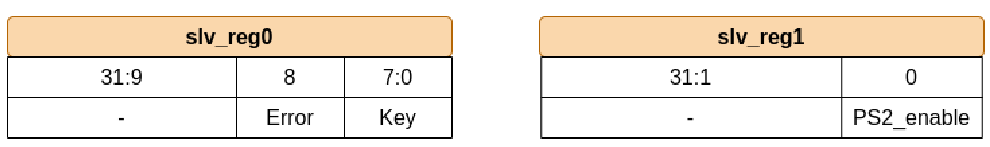 slv_reg0
31:9 8 7:0
- Error Key
slv_reg1
31:1 0
- PS2_enable